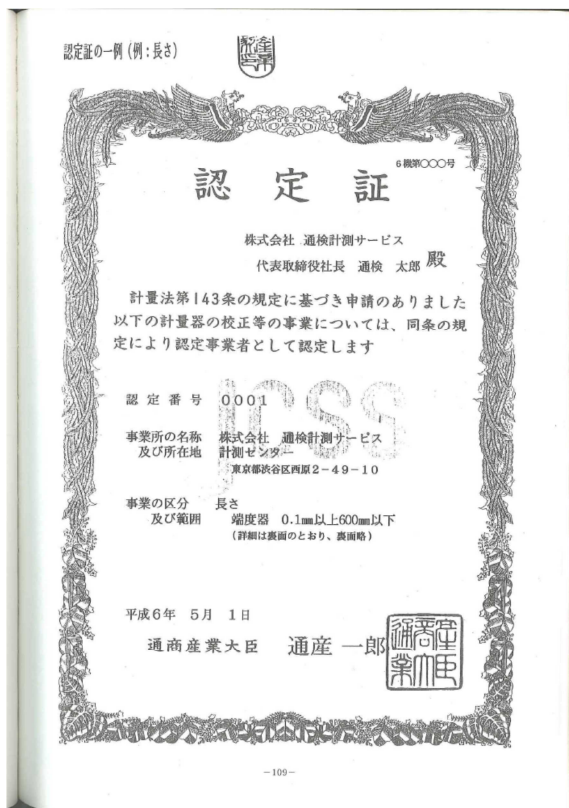 認定証の一例（例：長さ）
6機第○○○号
認定証
株式会社 通検計測サービス
代表取締役社長 通検 太郎 殿
計量法第143条の規定に基づき申請のありました
以下の計量器の校正等の事業については、同条の規
定により認定事業者として認定します
jcss
認定番号 0001
事業所の名称 株式会社 通検計測サービス
及び所在地 計測センター
東京都渋谷区西原2-49-10
事業の区分 長さ
及び範囲 端度器 0.1mm以上600mm以下
（詳細は裏面のとおり、裏面略）
平成6年 5月 1日
通商産業大臣 通産 一郎
-109-